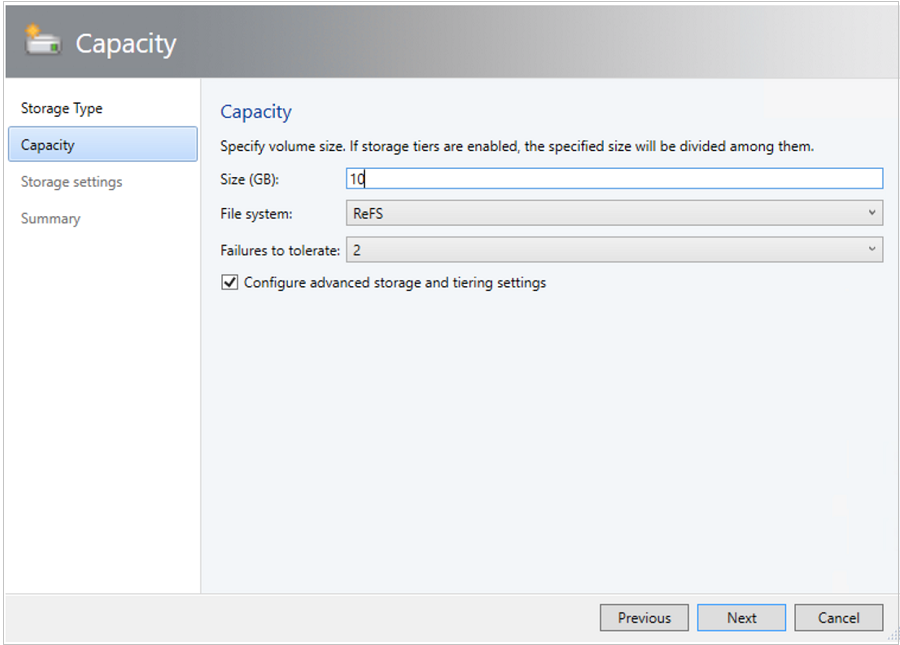 Capacity
Storage Type
Capacity
Storage settings
Summary
Capacity
Specify volume size. If storage tiers are enabled, the specified size will be divided among them.
Size (GB): 10
File system: ReFS
Failures to tolerate: 2
Configure advanced storage and tiering settings
Previous Next Cancel